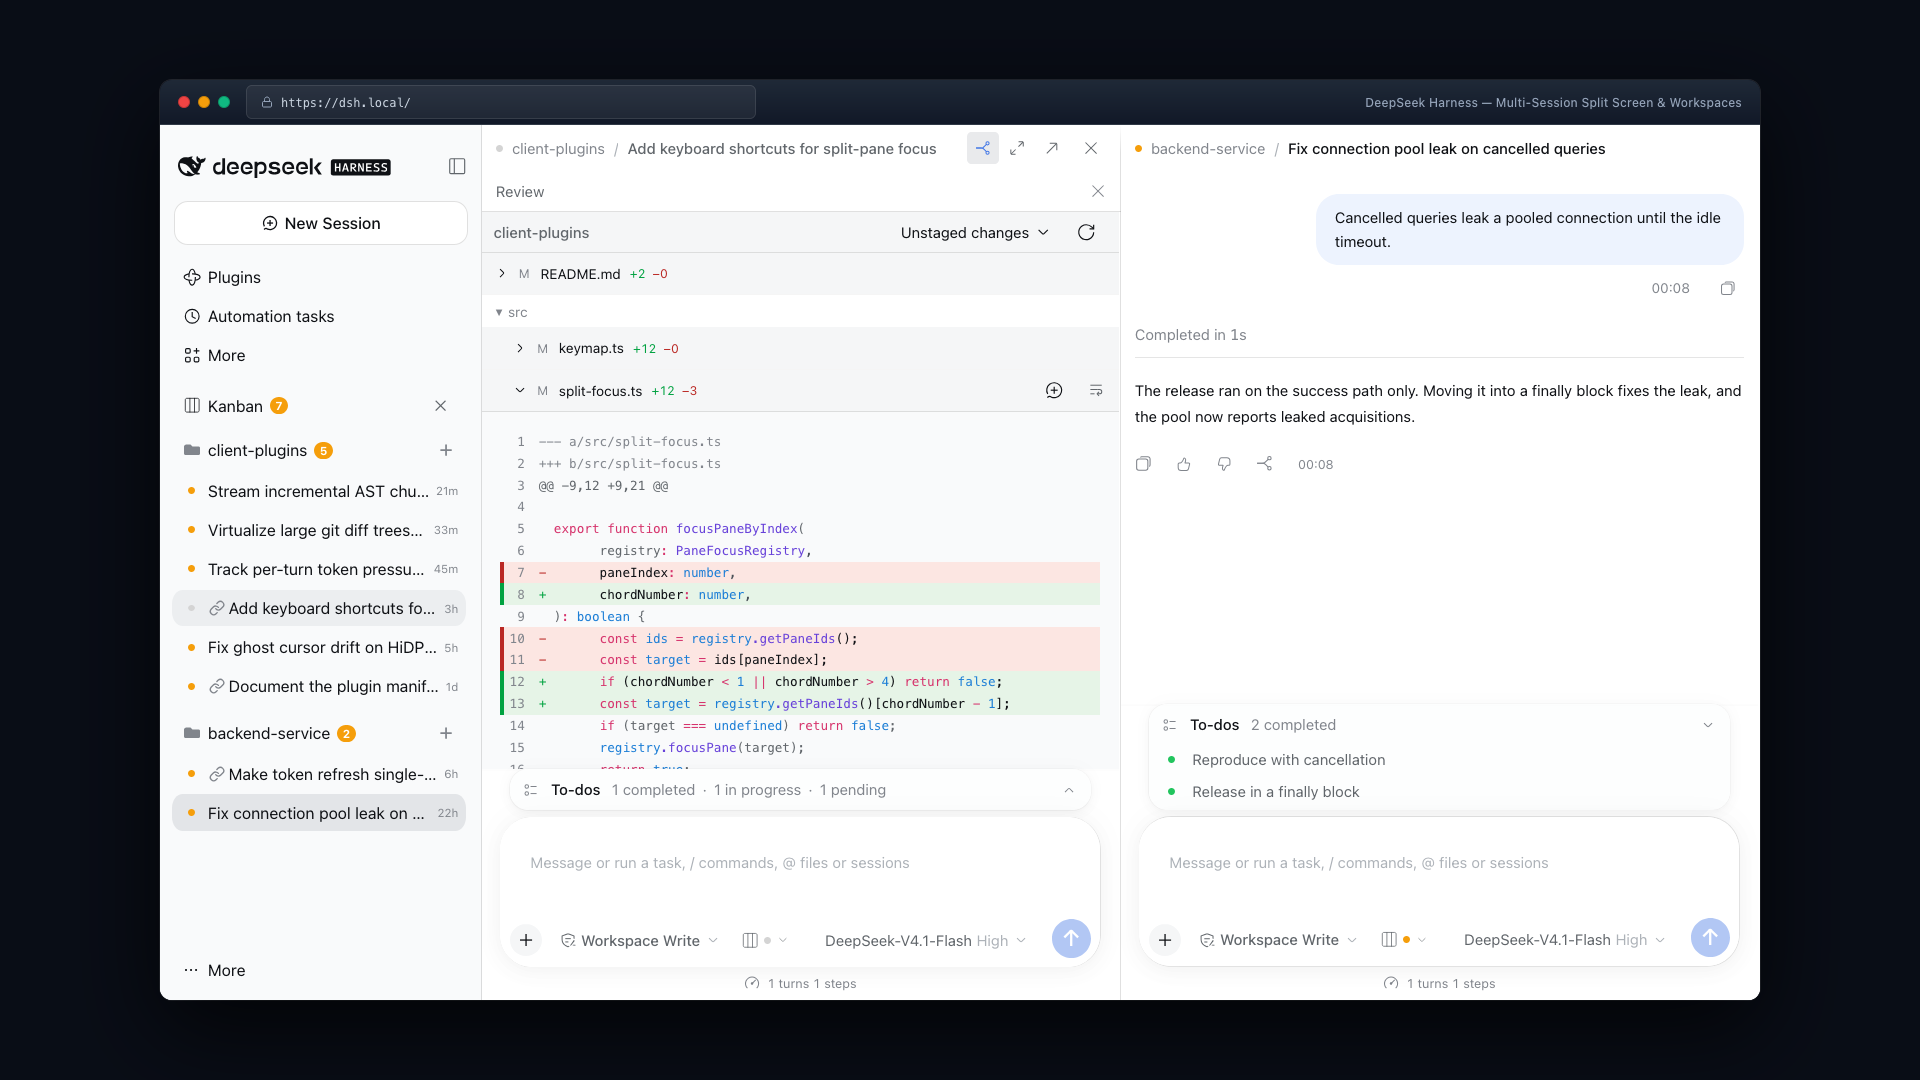 https://dsh.local/
DeepSeek Harness — Multi-Session Split Screen & Workspaces
deepseek HARNESS
New Session
Plugins
Automation tasks
More
Kanban 7
client-plugins 5
Stream incremental AST chu... 21m
Virtualize large git diff trees... 33m
Track per-turn token pressu... 45m
Add keyboard shortcuts fo... 3h
Fix ghost cursor drift on HiDP... 5h
Document the plugin manif... 1d
backend-service 2
Make token refresh single-... 6h
Fix connection pool leak on ... 22h
More
client-plugins / Add keyboard shortcuts for split-pane focus
Review
client-plugins Unstaged changes
M README.md +2 −0
src
M keymap.ts +12 −0
M split-focus.ts +12 −3
1 --- a/src/split-focus.ts
2 +++ b/src/split-focus.ts
3 @@ -9,12 +9,21 @@
4
5 export function focusPaneByIndex(
6 registry: PaneFocusRegistry,
7 - paneIndex: number,
8 + chordNumber: number,
9 ): boolean {
10 - const ids = registry.getPaneIds();
11 - const target = ids[paneIndex];
12 + if (chordNumber < 1 || chordNumber > 4) return false;
13 + const target = registry.getPaneIds()[chordNumber - 1];
14 if (target === undefined) return false;
15 registry.focusPane(target);
16 return true;
To-dos 1 completed · 1 in progress · 1 pending
Message or run a task, / commands, @ files or sessions
Workspace Write DeepSeek-V4.1-Flash High
1 turns 1 steps
backend-service / Fix connection pool leak on cancelled queries
Cancelled queries leak a pooled connection until the idle
timeout.
00:08
Completed in 1s
The release ran on the success path only. Moving it into a finally block fixes the leak, and
the pool now reports leaked acquisitions.
00:08
To-dos 2 completed
Reproduce with cancellation
Release in a finally block
Message or run a task, / commands, @ files or sessions
Workspace Write DeepSeek-V4.1-Flash High
1 turns 1 steps